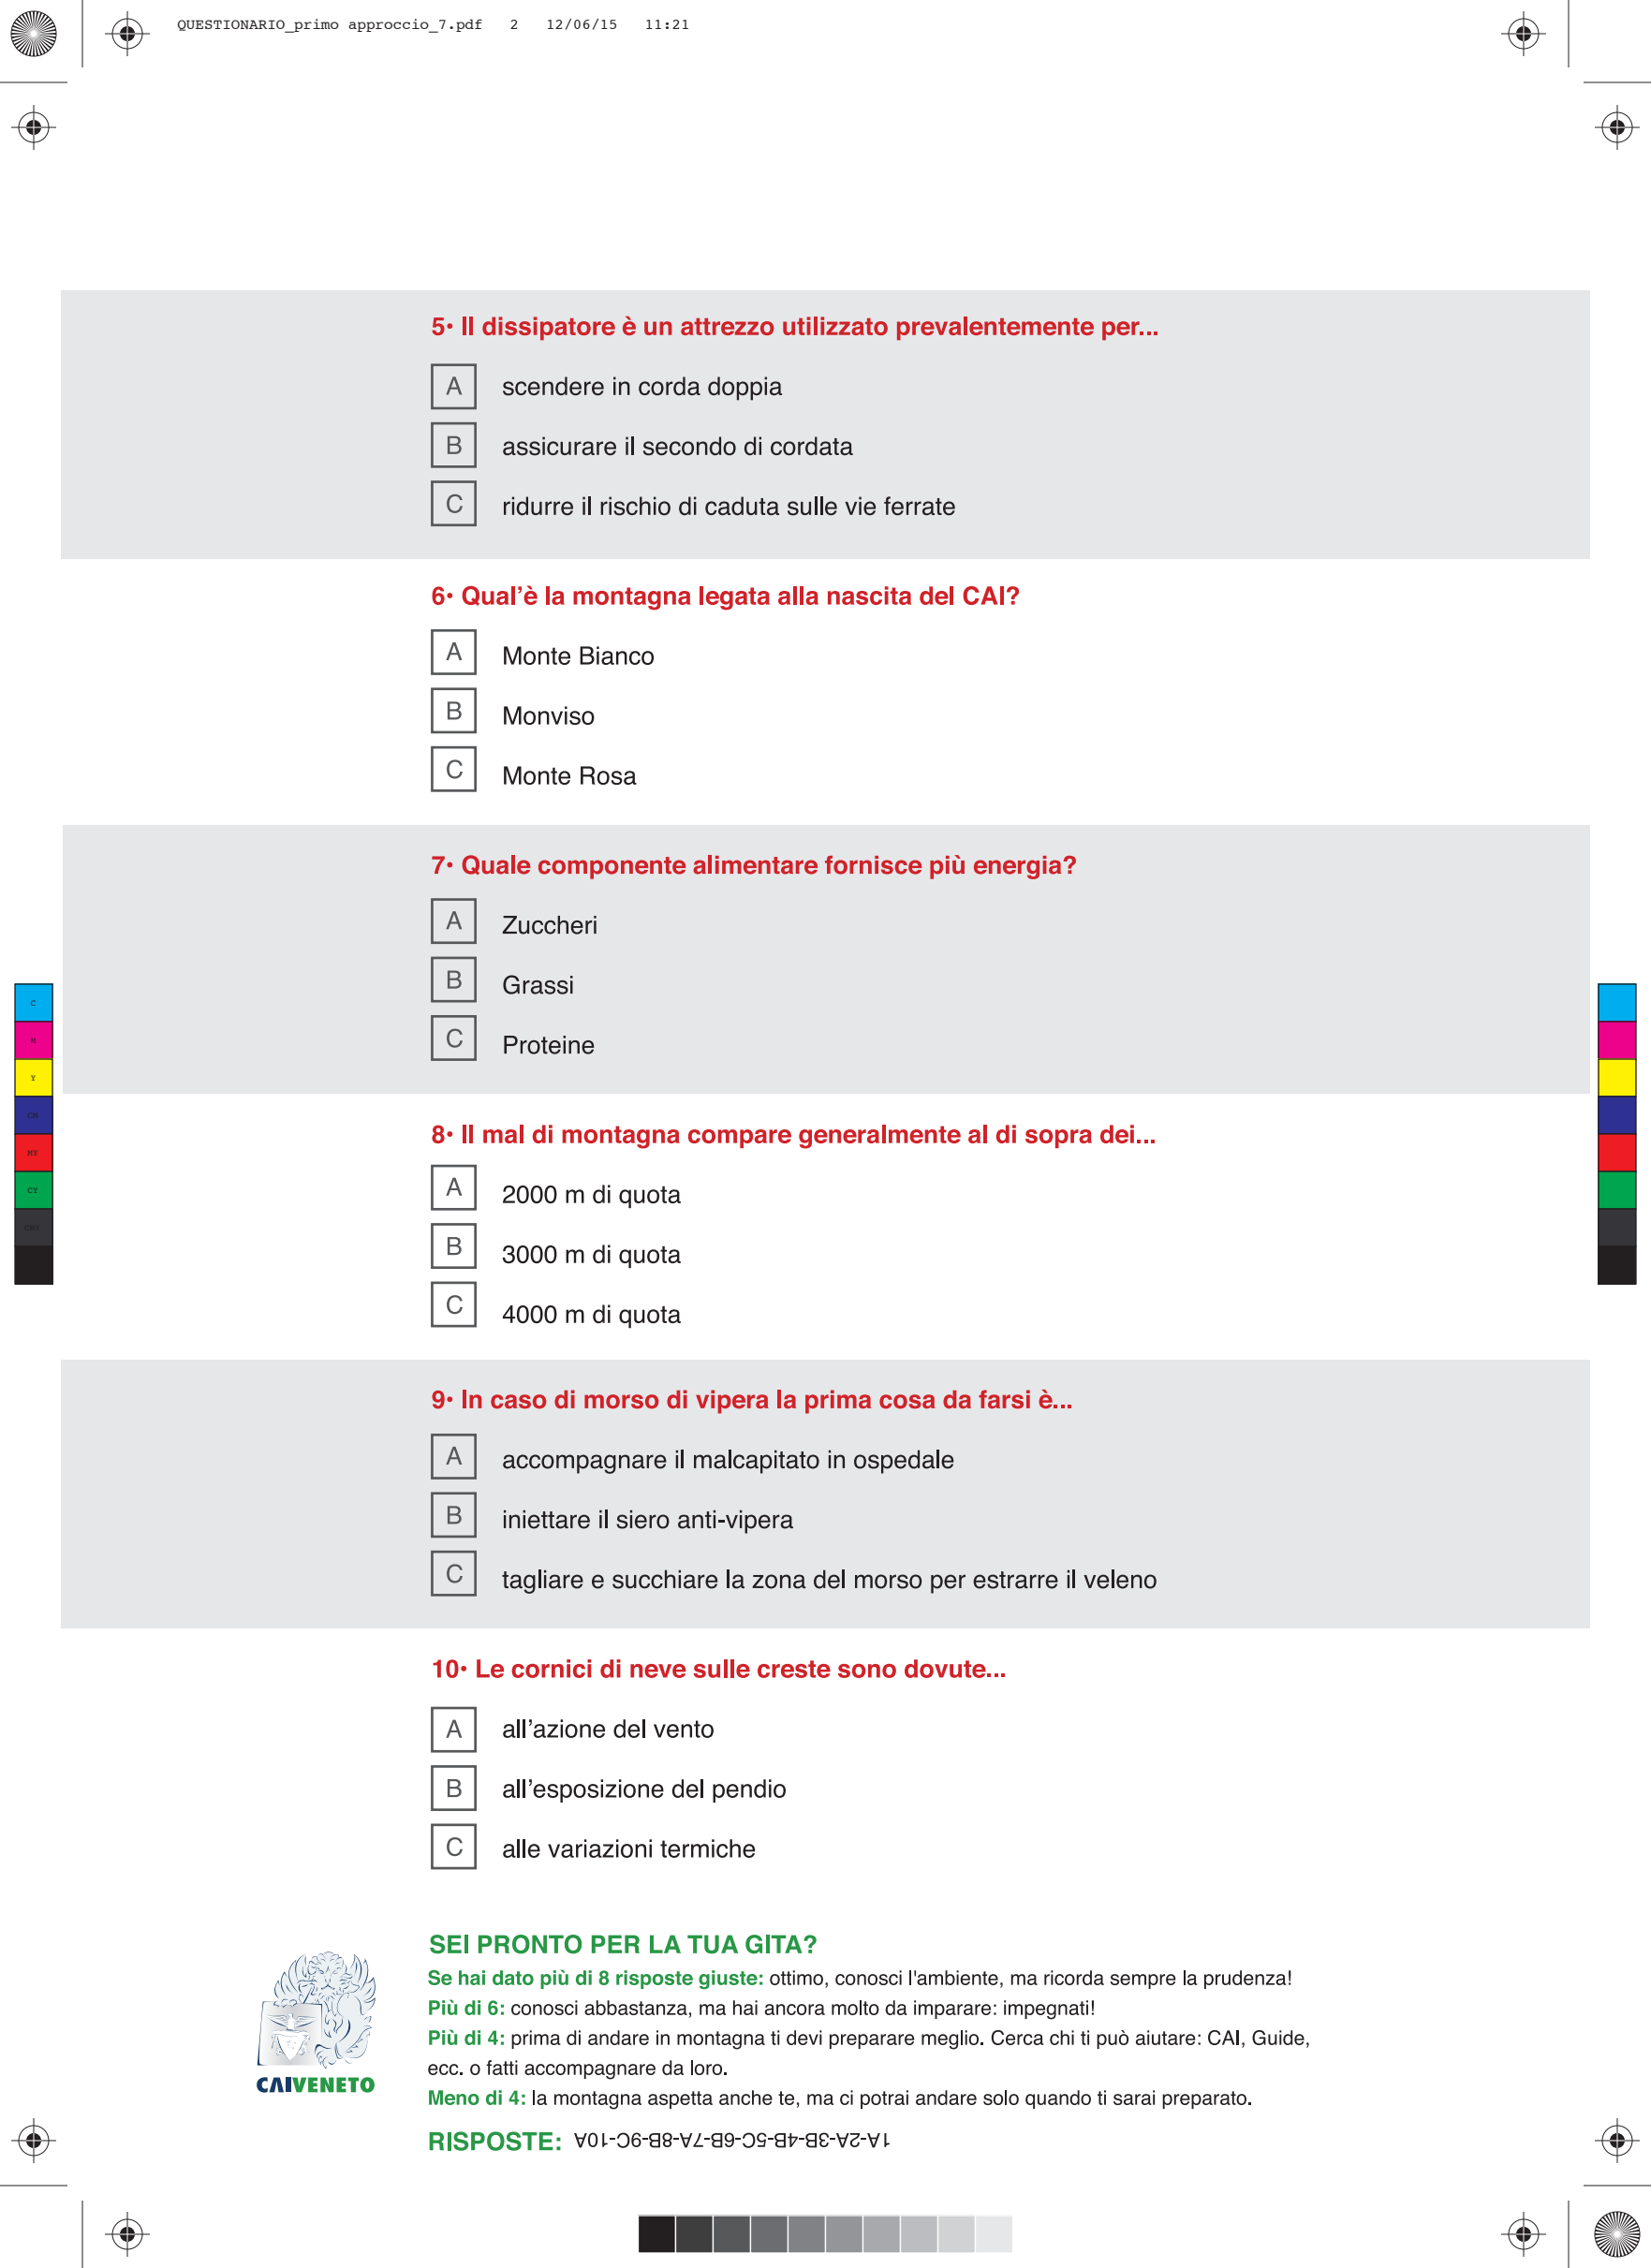 QUESTIONARIO_primo approccio_7.pdf 2 12/06/15 11:21
5• Il dissipatore è un attrezzo utilizzato prevalentemente per...
A scendere in corda doppia
B assicurare il secondo di cordata
C ridurre il rischio di caduta sulle vie ferrate
6• Qual’è la montagna legata alla nascita del CAI?
A Monte Bianco
B Monviso
C Monte Rosa
7• Quale componente alimentare fornisce più energia?
A Zuccheri
B Grassi
C Proteine
C
M
Y
CM
MY
CY
CMY
8• Il mal di montagna compare generalmente al di sopra dei...
A 2000 m di quota
B 3000 m di quota
C 4000 m di quota
9• In caso di morso di vipera la prima cosa da farsi è...
A accompagnare il malcapitato in ospedale
B iniettare il siero anti-vipera
C tagliare e succhiare la zona del morso per estrarre il veleno
10• Le cornici di neve sulle creste sono dovute...
A all’azione del vento
B all’esposizione del pendio
C alle variazioni termiche
SEI PRONTO PER LA TUA GITA?
Se hai dato più di 8 risposte giuste: ottimo, conosci l'ambiente, ma ricorda sempre la prudenza!
Più di 6: conosci abbastanza, ma hai ancora molto da imparare: impegnati!
Più di 4: prima di andare in montagna ti devi preparare meglio. Cerca chi ti può aiutare: CAI, Guide,
ecc. o fatti accompagnare da loro.
Meno di 4: la montagna aspetta anche te, ma ci potrai andare solo quando ti sarai preparato.
CAIVENETO
RISPOSTE: 1A-2A-3B-4B-5C-6B-7A-8B-9C-10A